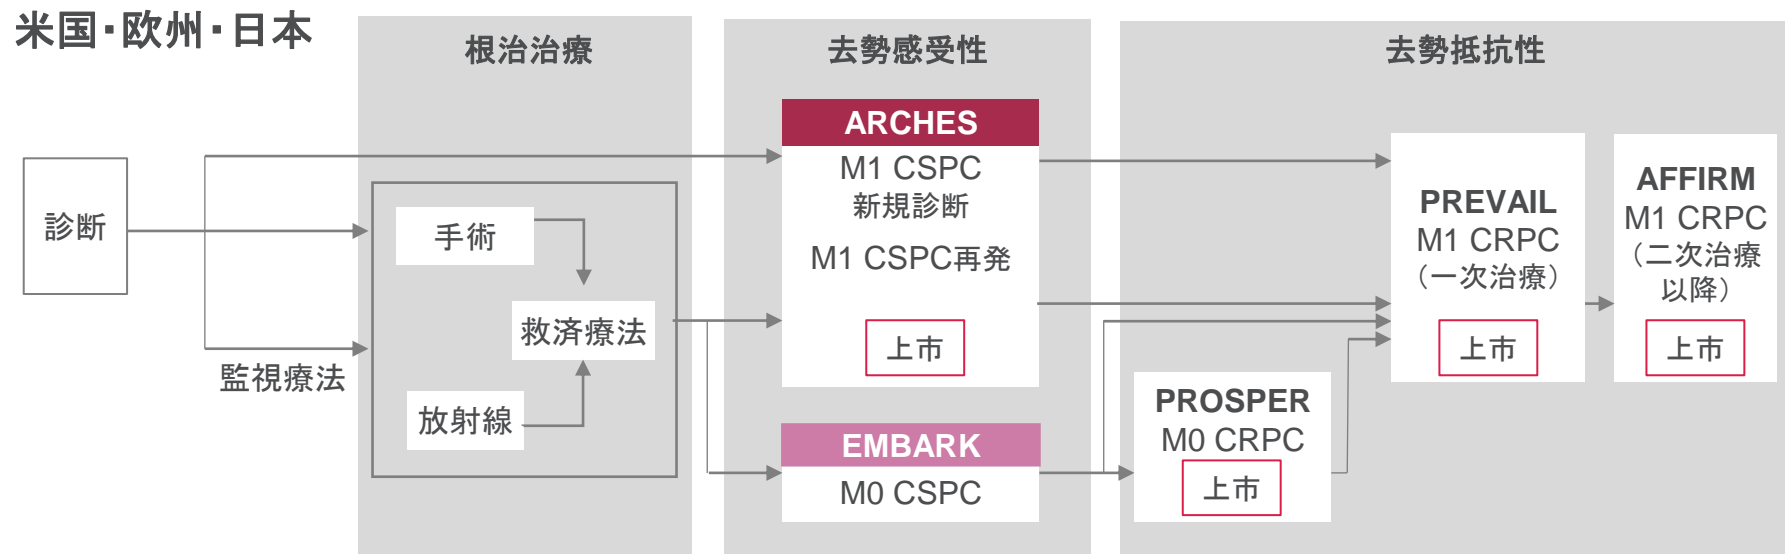 米国・欧州・日本
根治治療
去勢感受性
去勢抵抗性
診断
監視療法
手術
救済療法
放射線
ARCHES
M1 CSPC
新規診断
M1 CSPC再発
上市
EMBARK
M0 CSPC
PROSPER
M0 CRPC
上市
PREVAIL
M1 CRPC
（一次治療）
上市
AFFIRM
M1 CRPC
（二次治療
以降）
上市